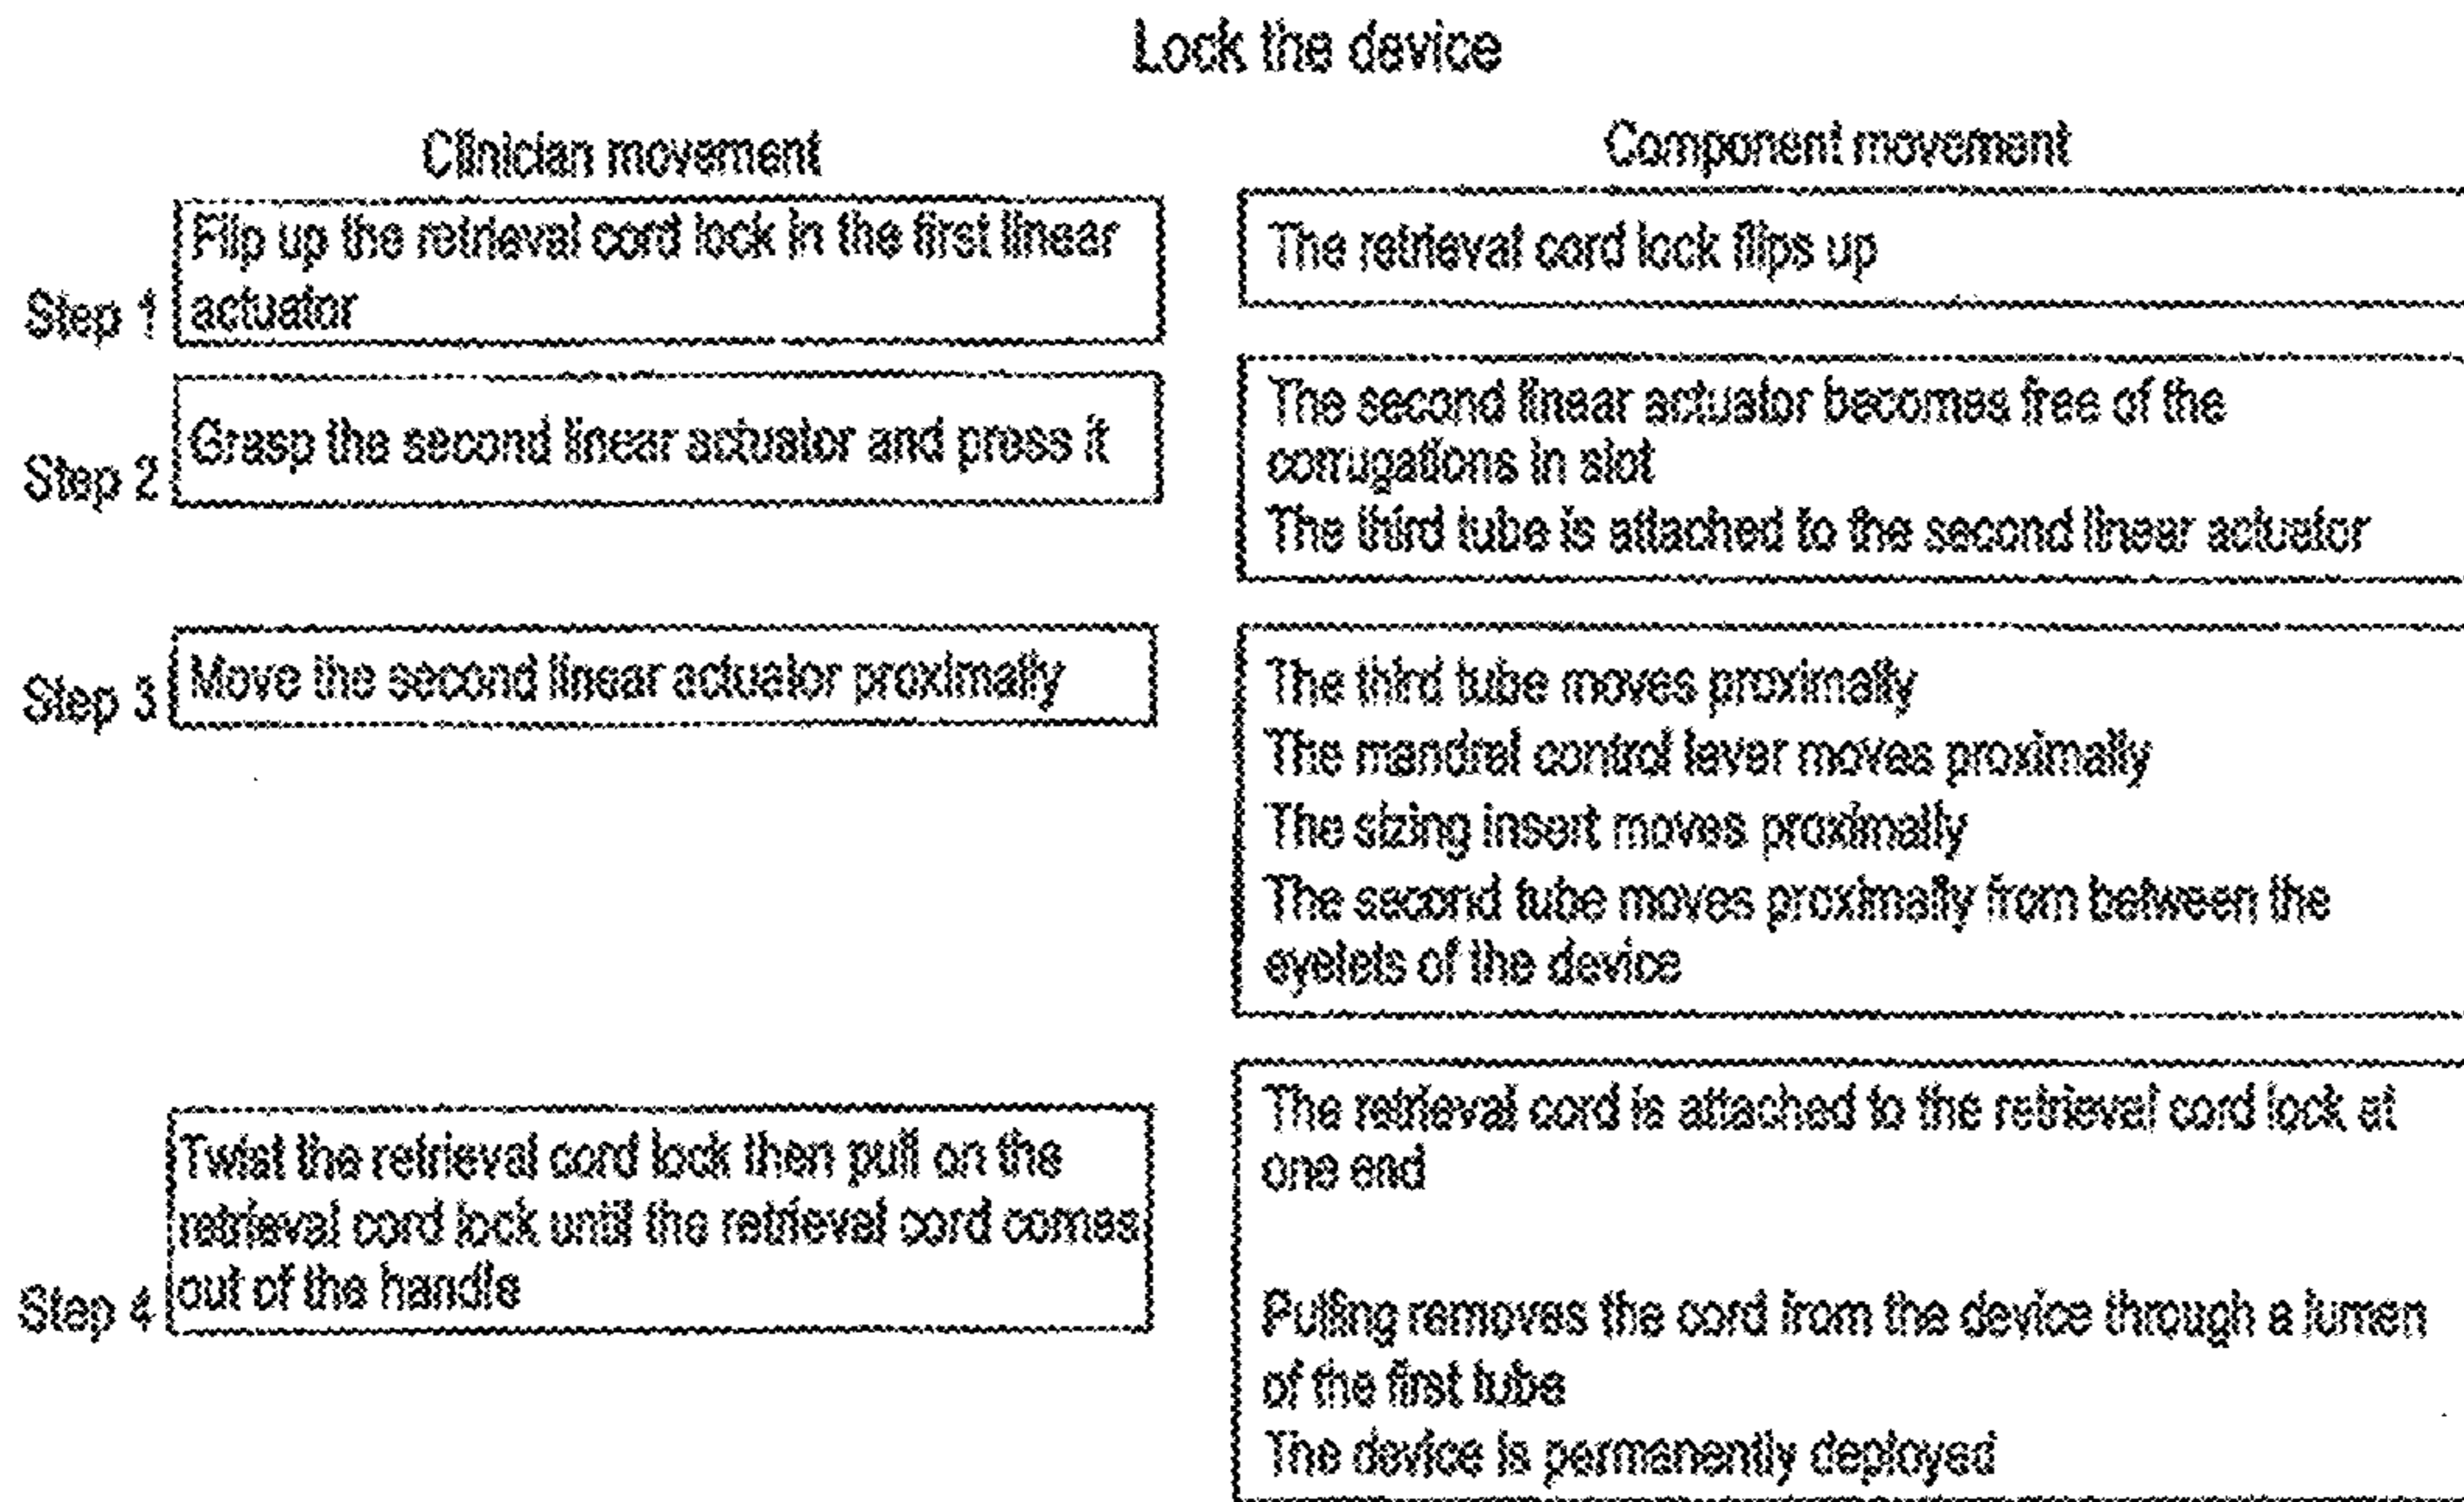 Lock the device
Clinician movement
Component movement
Step 1
Flip up the retrieval cord lock in the first linear
actuator
The retrieval cord lock flips up
Step 2
Grasp the second linear actuator and press it
The second linear actuator becomes free of the
corrugations in slot
The third tube is attached to the second linear actuator
Step 3
Move the second linear actuator proximally
The third tube moves proximally
The mandrel control lever moves proximally
The sizing insert moves proximally
The second tube moves proximally from between the
eyelets of the device
Step 4
Twist the retrieval cord lock then pull on the
retrieval cord lock until the retrieval cord comes
out of the handle
The retrieval cord is attached to the retrieval cord lock at
one end
Pulling removes the cord from the device through a lumen
of the first tube
The device is permanently deployed